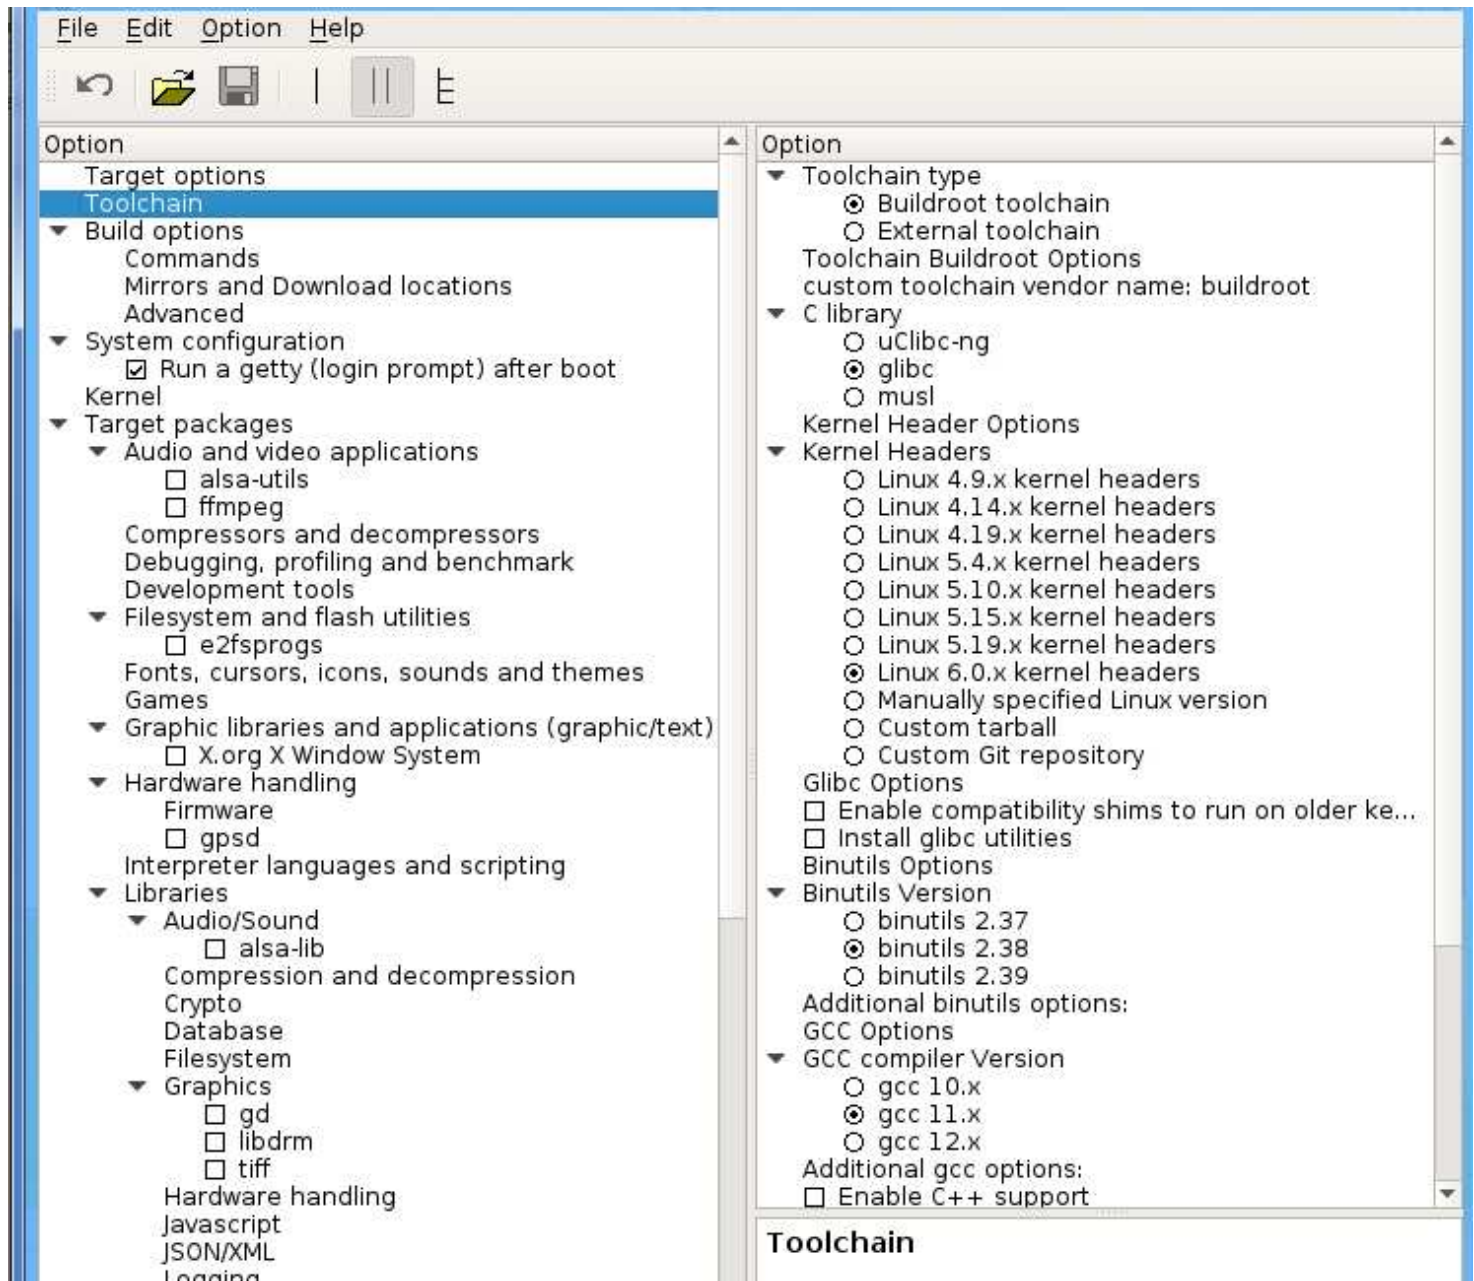 File Edit Option Help
Option
Target options
Toolchain
Build options
Commands
Mirrors and Download locations
Advanced
System configuration
Run a getty (login prompt) after boot
Kernel
Target packages
Audio and video applications
alsa-utils
ffmpeg
Compressors and decompressors
Debugging, profiling and benchmark
Development tools
Filesystem and flash utilities
e2fsprogs
Fonts, cursors, icons, sounds and themes
Games
Graphic libraries and applications (graphic/text)
X.org X Window System
Hardware handling
Firmware
gpsd
Interpreter languages and scripting
Libraries
Audio/Sound
alsa-lib
Compression and decompression
Crypto
Database
Filesystem
Graphics
gd
libdrm
tiff
Hardware handling
Javascript
JSON/XML
Logging
Option
Toolchain type
Buildroot toolchain
External toolchain
Toolchain Buildroot Options
custom toolchain vendor name: buildroot
C library
uClibc-ng
glibc
musl
Kernel Header Options
Kernel Headers
Linux 4.9.x kernel headers
Linux 4.14.x kernel headers
Linux 4.19.x kernel headers
Linux 5.4.x kernel headers
Linux 5.10.x kernel headers
Linux 5.15.x kernel headers
Linux 5.19.x kernel headers
Linux 6.0.x kernel headers
Manually specified Linux version
Custom tarball
Custom Git repository
Glibc Options
Enable compatibility shims to run on older ke...
Install glibc utilities
Binutils Options
Binutils Version
binutils 2.37
binutils 2.38
binutils 2.39
Additional binutils options:
GCC Options
GCC compiler Version
gcc 10.x
gcc 11.x
gcc 12.x
Additional gcc options:
Enable C++ support
Toolchain